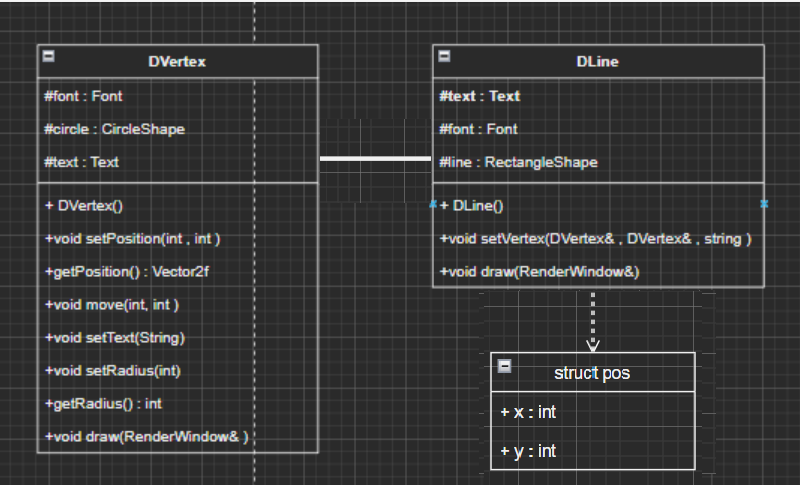 DVertex
#font : Font
#circle : CircleShape
#text : Text
+ DVertex()
+void setPosition(int , int )
+getPosition() : Vector2f
+void move(int, int )
+void setText(String)
+void setRadius(int)
+getRadius() : int
+void draw(RenderWindow& )
DLine
#text : Text
#font : Font
#line : RectangleShape
+ DLine()
+void setVertex(DVertex& , DVertex& , string )
+void draw(RenderWindow&)
struct pos
+ x : int
+ y : int